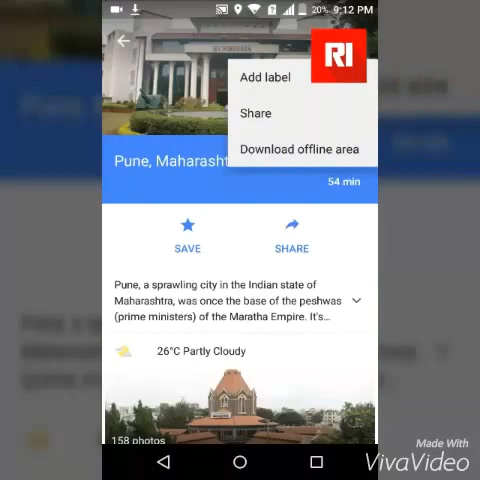 20% 9:12 PM
RI
Add label
Share
Download offline area
Pune, Maharasht
54 min
SAVE
SHARE
Pune, a sprawling city in the Indian state of
Maharashtra, was once the base of the peshwas
(prime ministers) of the Maratha Empire. It's...
26°C Partly Cloudy
158 photos
Made With
VivaVideo